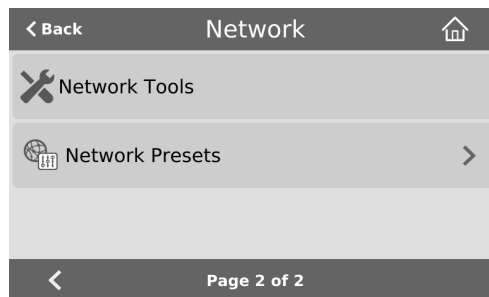 Back
Network
Network Tools
Network Presets
Page 2 of 2